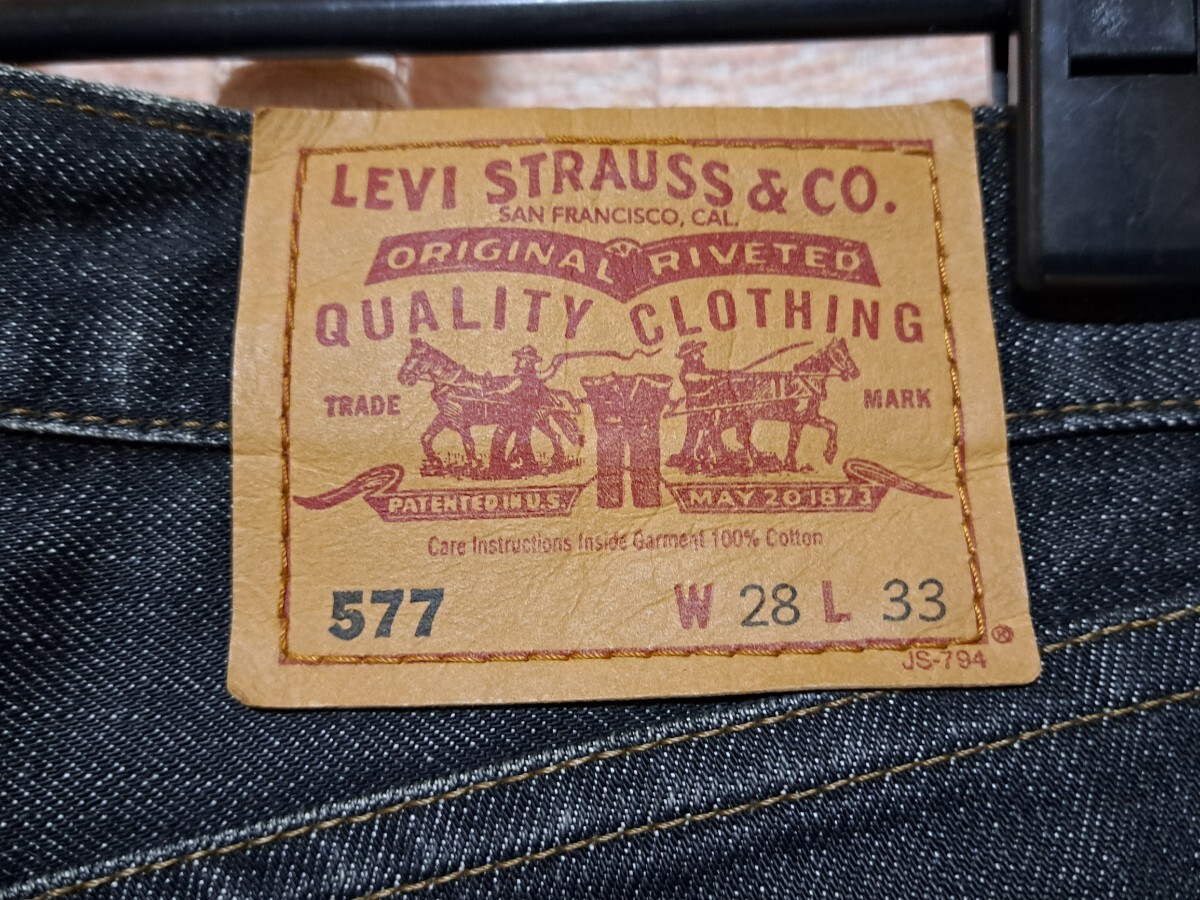 LEVI STRAUSS & CO.
SAN FRANCISCO, CAL.
ORIGINAL RIVETED
QUALITY CLOTHING
TRADE MARK
PATENTED IN U.S. MAY 20 1873
Care Instructions Inside Garment 100% Cotton
577 W 28 L 33
®
JS-794